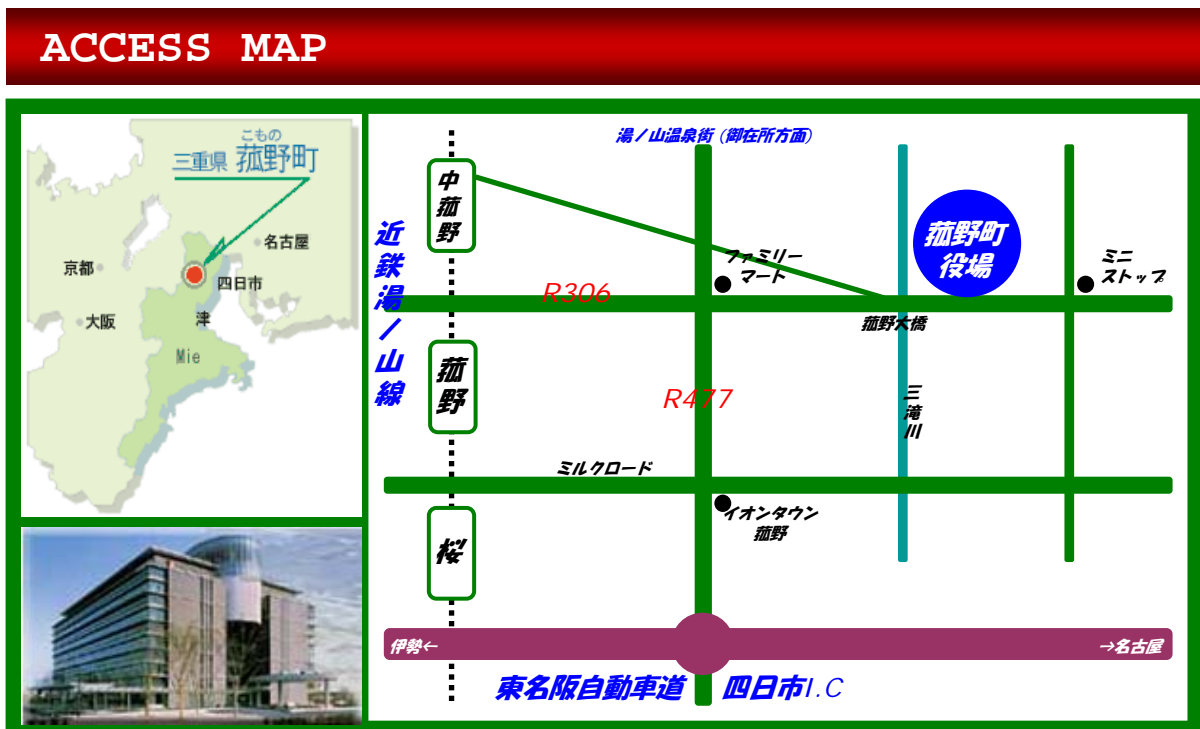 ACCESS MAP
こもの
三重県 菰野町
名古屋
京都
四日市
大阪
津
Mie
湯ノ山温泉街 (御在所方面)
中菰野
近鉄湯ノ山線
菰野町
役場
ファミリー
マート
ミニ
ストップ
R306
菰野大橋
菰野
R477
三滝川
ミルクロード
イオンタウン
菰野
桜
伊勢←
→名古屋
東名阪自動車道 四日市I.C